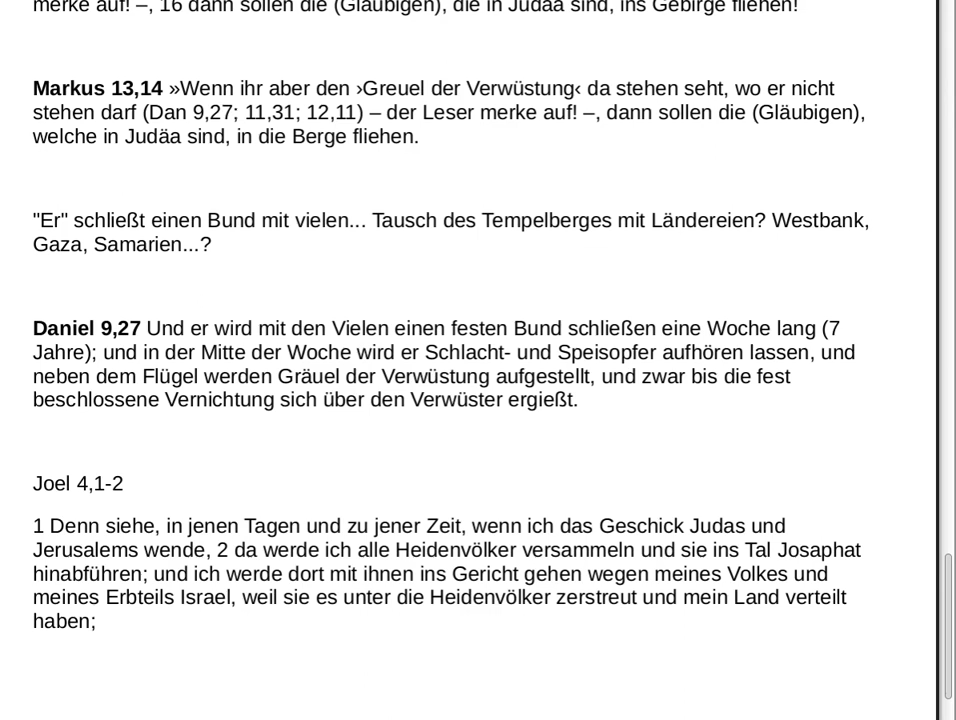 merke auf! –, 16 dann sollen die (Gläubigen), die in Judäa sind, ins Gebirge fliehen!
Markus 13,14 »Wenn ihr aber den ›Greuel der Verwüstung‹ da stehen seht, wo er nicht
stehen darf (Dan 9,27; 11,31; 12,11) – der Leser merke auf! –, dann sollen die (Gläubigen),
welche in Judäa sind, in die Berge fliehen.
"Er" schließt einen Bund mit vielen... Tausch des Tempelberges mit Ländereien? Westbank,
Gaza, Samarien...?
Daniel 9,27 Und er wird mit den Vielen einen festen Bund schließen eine Woche lang (7
Jahre); und in der Mitte der Woche wird er Schlacht- und Speisopfer aufhören lassen, und
neben dem Flügel werden Gräuel der Verwüstung aufgestellt, und zwar bis die fest
beschlossene Vernichtung sich über den Verwüster ergießt.
Joel 4,1-2
1 Denn siehe, in jenen Tagen und zu jener Zeit, wenn ich das Geschick Judas und
Jerusalems wende, 2 da werde ich alle Heidenvölker versammeln und sie ins Tal Josaphat
hinabführen; und ich werde dort mit ihnen ins Gericht gehen wegen meines Volkes und
meines Erbteils Israel, weil sie es unter die Heidenvölker zerstreut und mein Land verteilt
haben;